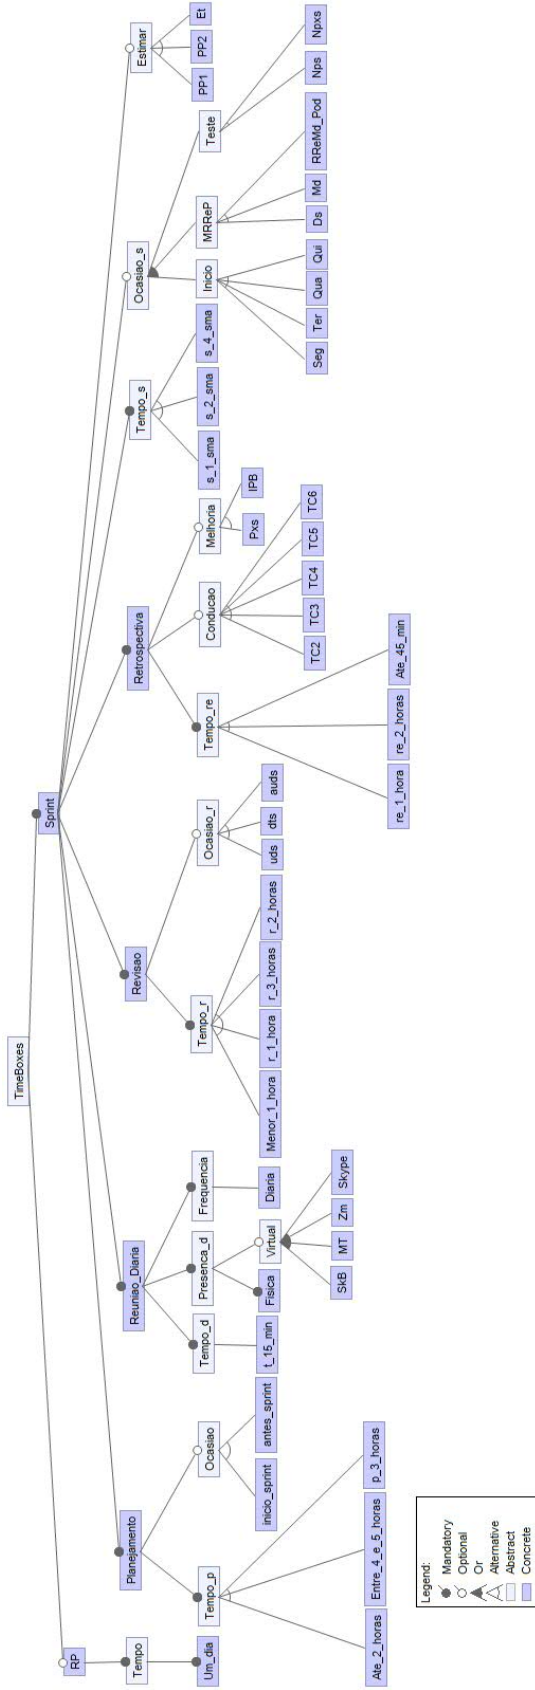 TimeBoxes
RP
Sprint
Tempo
Planejamento
Reuniao_Diaria
Revisao
Retrospectiva
Tempo_s
Ocasiao_s
Estimar
Um_dia
Tempo_p
Ocasiao
Tempo_d
Presenca_d
Frequencia
Tempo_r
Ocasiao_r
Tempo_re
Conducao
Melhoria
s_1_sma
s_2_sma
s_4_sma
Inicio
MRReP
Teste
PP1
PP2
Et
inicio_sprint
antes_sprint
t_15_min
Fisica
Virtual
Diaria
Menor_1_hora
r_1_hora
r_3_horas
r_2_horas
uds
dts
auds
Pxs
IPB
Ate_2_horas
Entre_4_e_5_horas
p_3_horas
SkB
MT
Zm
Skype
re_1_hora
re_2_horas
Ate_45_min
TC2
TC3
TC4
TC5
TC6
Seg
Ter
Qua
Qui
Ds
Md
RReMd_Pod
Nps
Npxs
Legend:
Mandatory
Optional
Or
Alternative
Abstract
Concrete